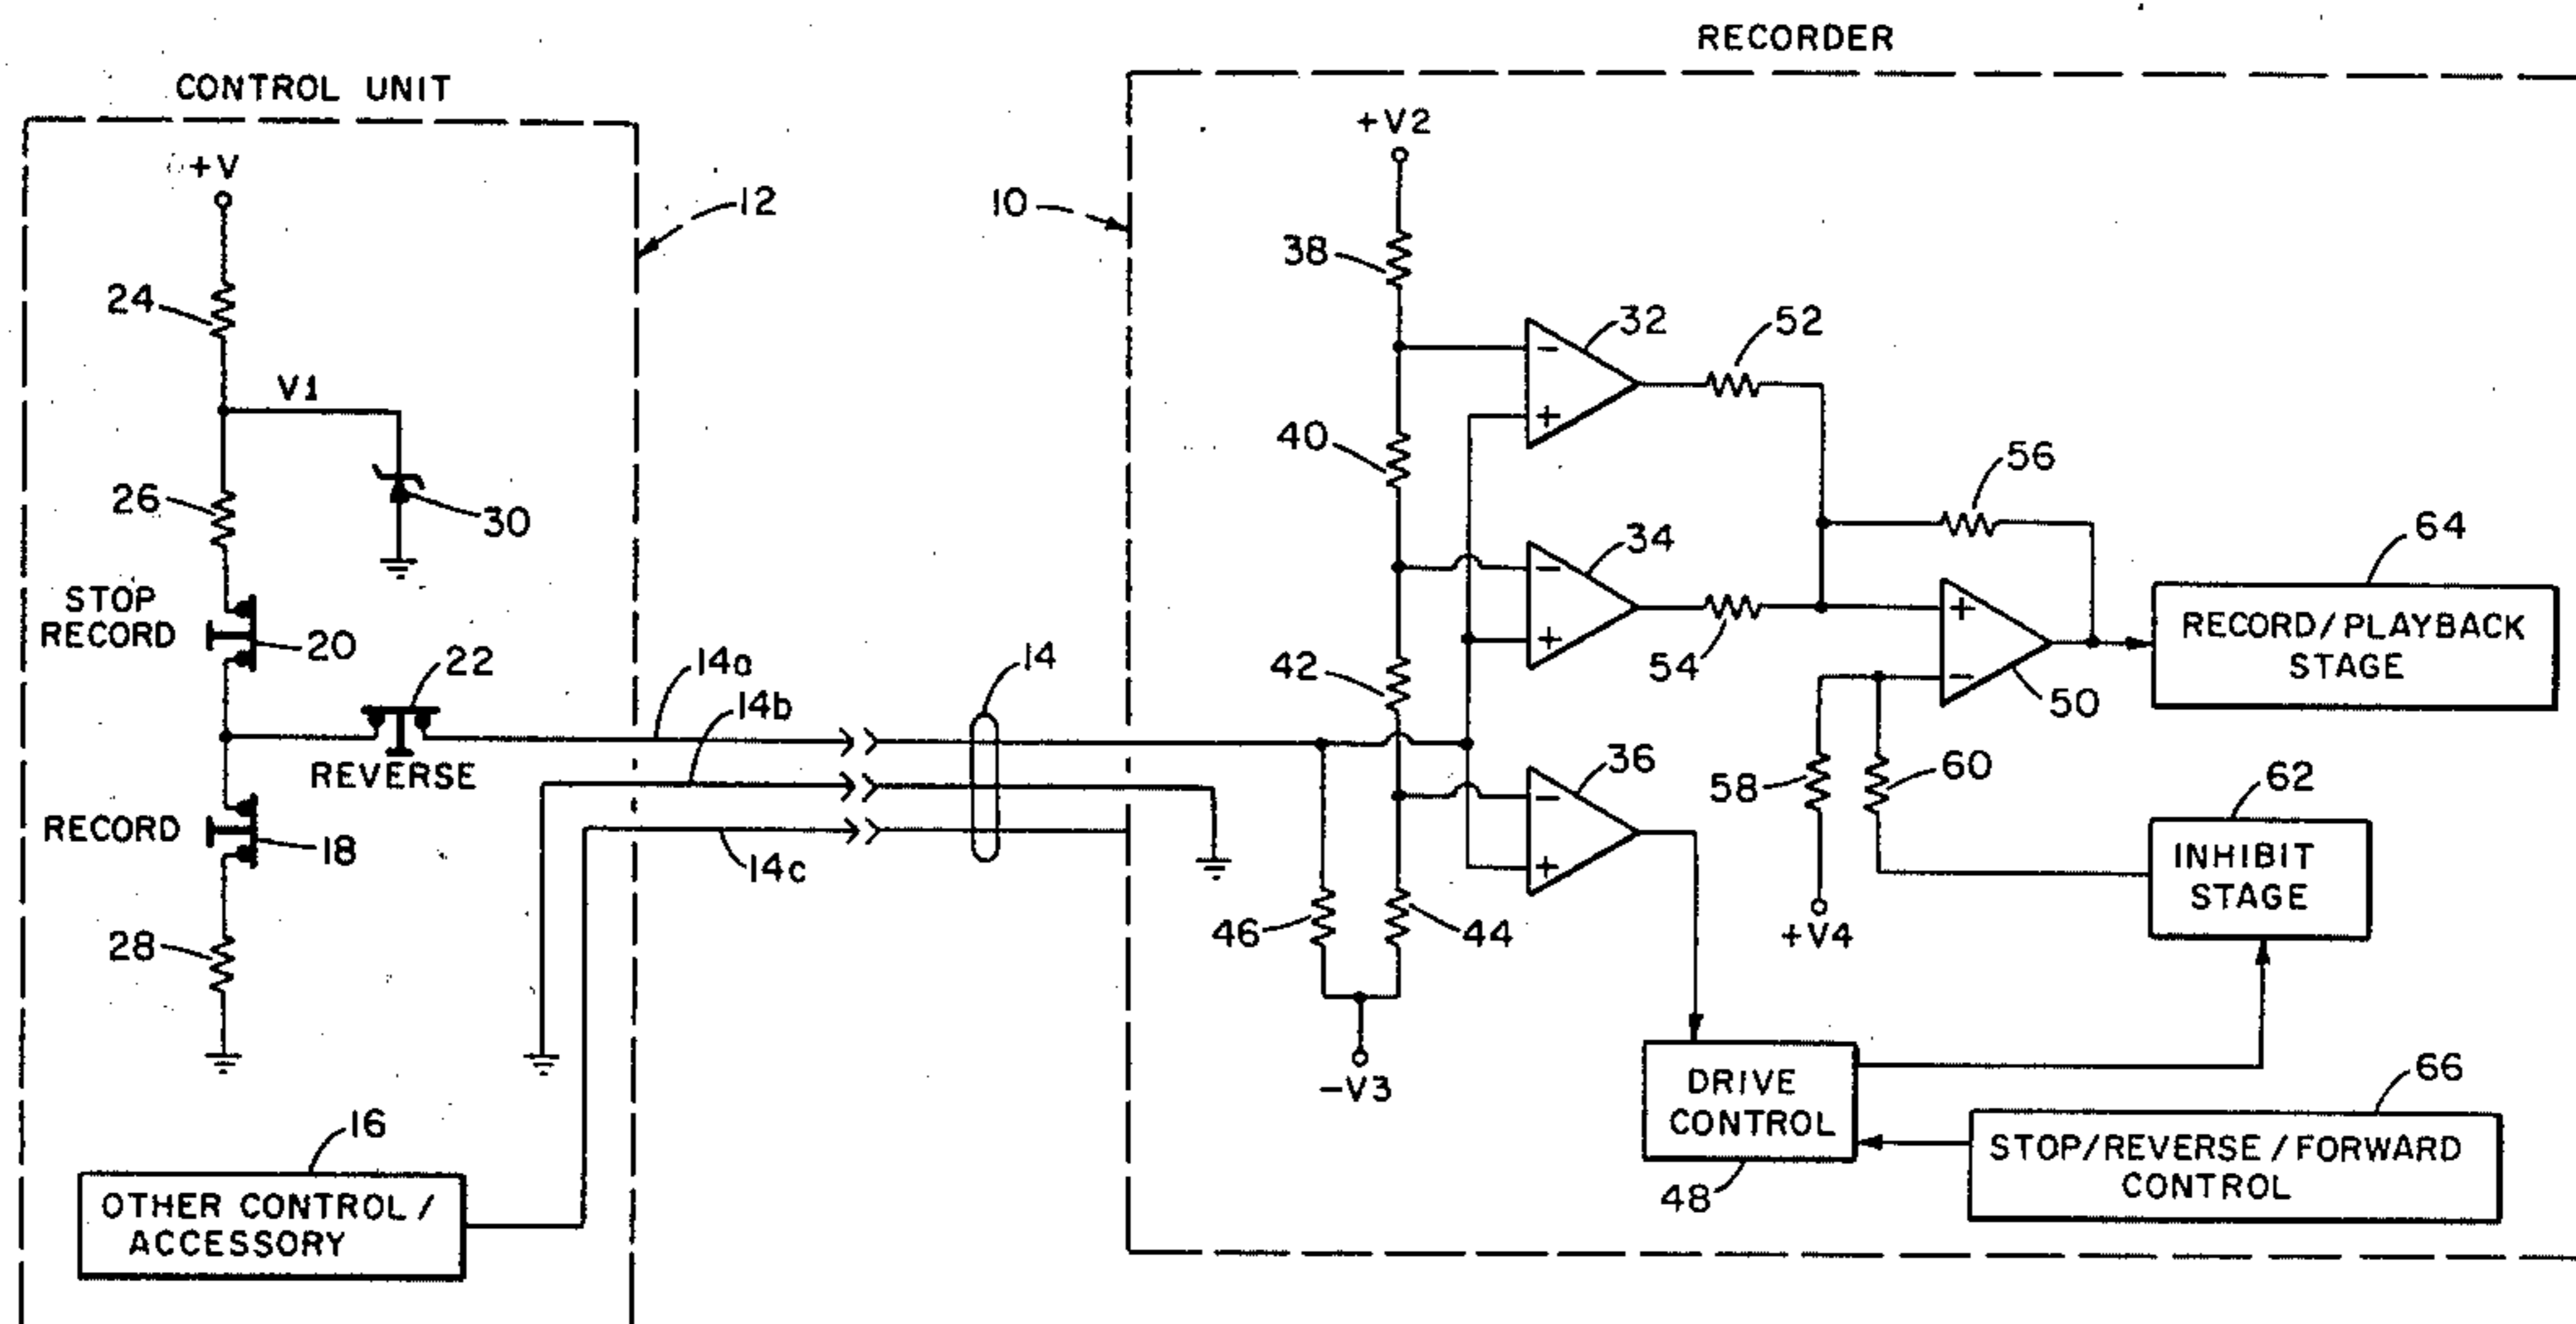 RECORDER
CONTROL UNIT
+V
12
24
V1
26
30
STOP
RECORD
20
22
REVERSE
RECORD
18
28
14a
14b
14
14c
16
OTHER CONTROL /
ACCESSORY
10
+V2
38
32
52
40
56
34
64
RECORD/PLAYBACK
STAGE
42
54
50
36
58
60
62
INHIBIT
STAGE
46
44
+V4
-V3
DRIVE
CONTROL
48
66
STOP/REVERSE/FORWARD
CONTROL